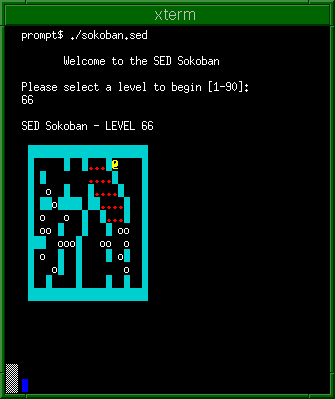 xterm
prompt$ ./sokoban.sed
Welcome to the SED Sokoban
Please select a level to begin [1-90]:
66
SED Sokoban - LEVEL 66